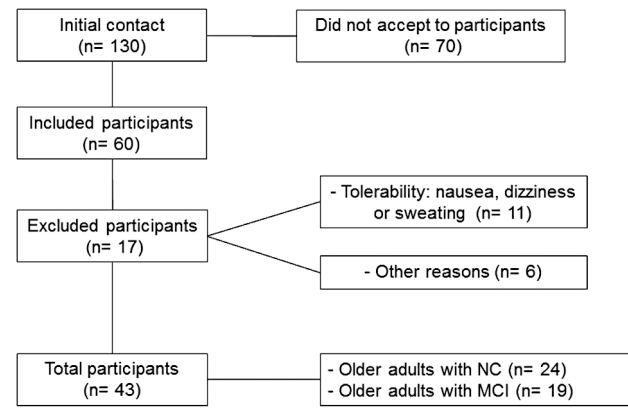 Initial contact
(n= 130)
Did not accept to participants
(n= 70)
Included participants
(n= 60)
- Tolerability: nausea, dizziness
or sweating (n= 11)
Excluded participants
(n= 17)
- Other reasons (n= 6)
Total participants
(n= 43)
- Older adults with NC (n= 24)
- Older adults with MCI (n= 19)